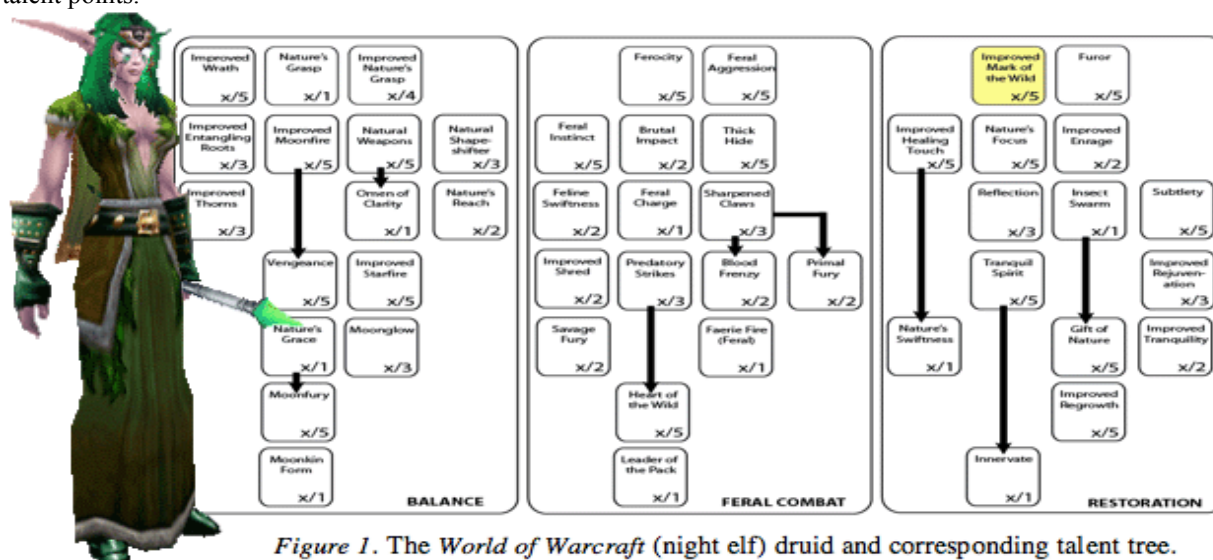 talent points.
Improved
Wrath
x/5
Nature's
Grasp
x/1
Improved
Nature's
Grasp
x/4
Improved
Entangling
Roots
x/3
Improved
Moonfire
x/5
Natural
Weapons
x/5
Natural
Shape-
shifter
x/3
Improved
Thorns
x/3
Omen of
Clarity
x/1
Nature's
Reach
x/2
Vengeance
x/5
Improved
Starfire
x/5
Nature's
Grace
x/1
Moonglow
x/3
Moonfury
x/5
Moonkin
Form
x/1
BALANCE
Ferocity
x/5
Feral
Aggression
x/5
Feral
Instinct
x/5
Brutal
Impact
x/2
Thick
Hide
x/5
Feline
Swiftness
x/2
Feral
Charge
x/1
Sharpened
Claws
x/3
Improved
Shred
x/2
Predatory
Strikes
x/3
Blood
Frenzy
x/2
Primal
Fury
x/2
Savage
Fury
x/2
Faerie Fire
(Feral)
x/1
Heart of
the Wild
x/5
Leader of
the Pack
x/1
FERAL COMBAT
Improved
Mark of
the Wild
x/5
Furor
x/5
Improved
Healing
Touch
x/5
Nature's
Focus
x/5
Improved
Enrage
x/2
Reflection
x/3
Insect
Swarm
x/1
Subtlety
x/5
Tranquil
Spirit
x/5
Improved
Rejuven-
ation
x/3
Nature's
Swiftness
x/1
Gift of
Nature
x/5
Improved
Tranquility
x/2
Improved
Regrowth
x/5
Innervate
x/1
RESTORATION
Figure 1. The World of Warcraft (night elf) druid and corresponding talent tree.